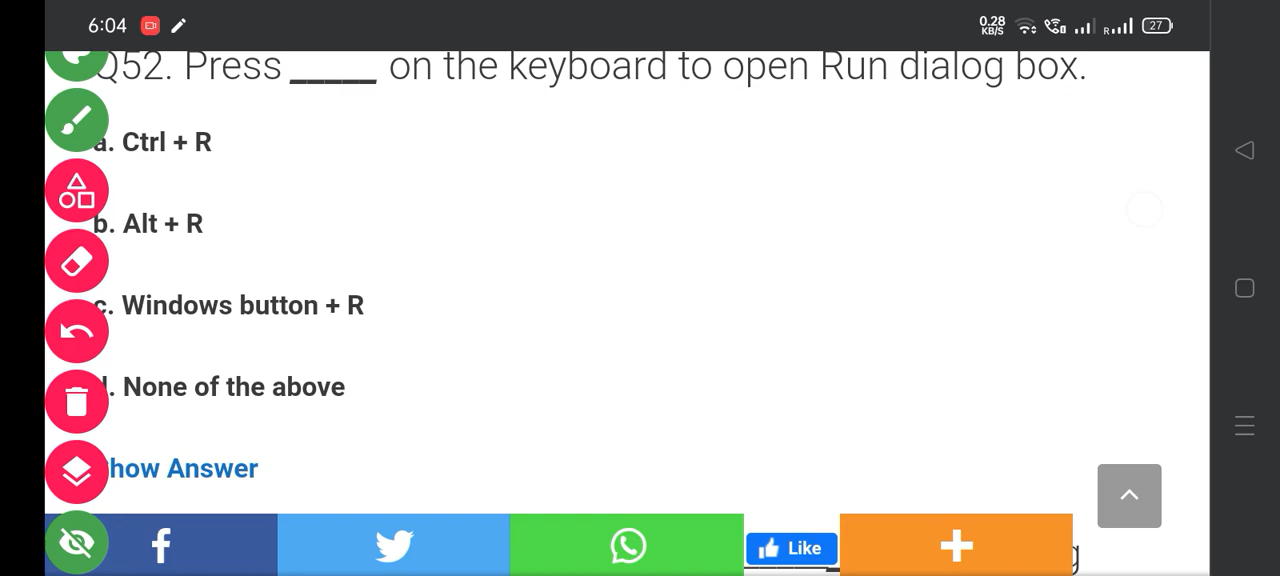 6:04
0.28
KB/S
R
27
Q52. Press _____ on the keyboard to open Run dialog box.
a. Ctrl + R
b. Alt + R
c. Windows button + R
d. None of the above
Show Answer
Like